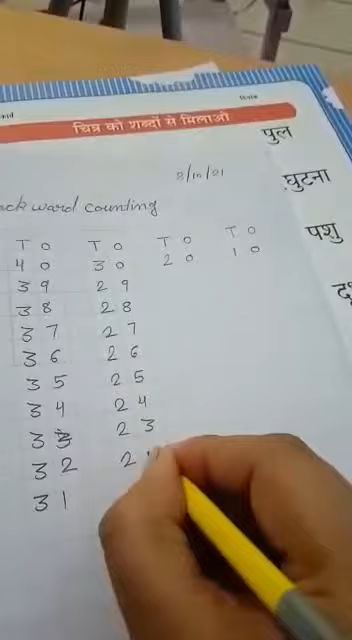 चित्र को शब्दों से मिलाओ
पुल
8/10/21
घुटना
ackward counting
पशु
T O T O T O T O
4 0 3 0 2 0 1 0
3 9 2 9
3 8 2 8
3 7 2 7
3 6 2 6
3 5 2 5
3 4 2 4
3 3 2 3
3 2 2
3 1